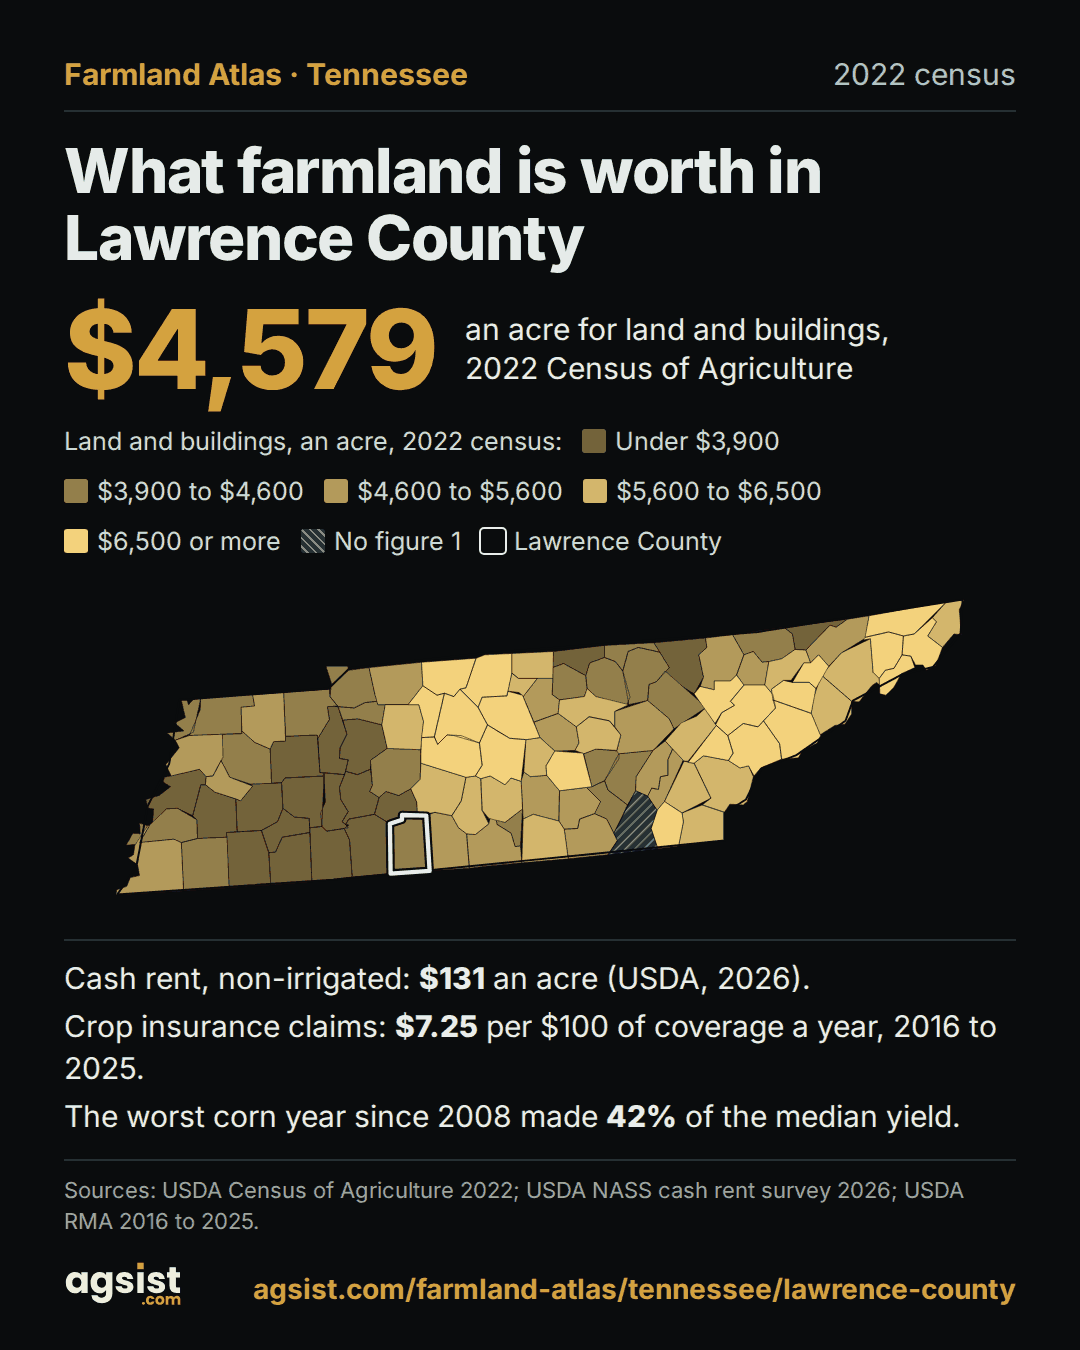 Farmland Atlas · Tennessee
2022 census
What farmland is worth in
Lawrence County
$4,579
an acre for land and buildings,
2022 Census of Agriculture
Land and buildings, an acre, 2022 census: Under $3,900
$3,900 to $4,600 $4,600 to $5,600 $5,600 to $6,500
$6,500 or more No figure 1 Lawrence County
Cash rent, non-irrigated: $131 an acre (USDA, 2026).
Crop insurance claims: $7.25 per $100 of coverage a year, 2016 to
2025.
The worst corn year since 2008 made 42% of the median yield.
Sources: USDA Census of Agriculture 2022; USDA NASS cash rent survey 2026; USDA
RMA 2016 to 2025.
agsist
.com
agsist.com/farmland-atlas/tennessee/lawrence-county